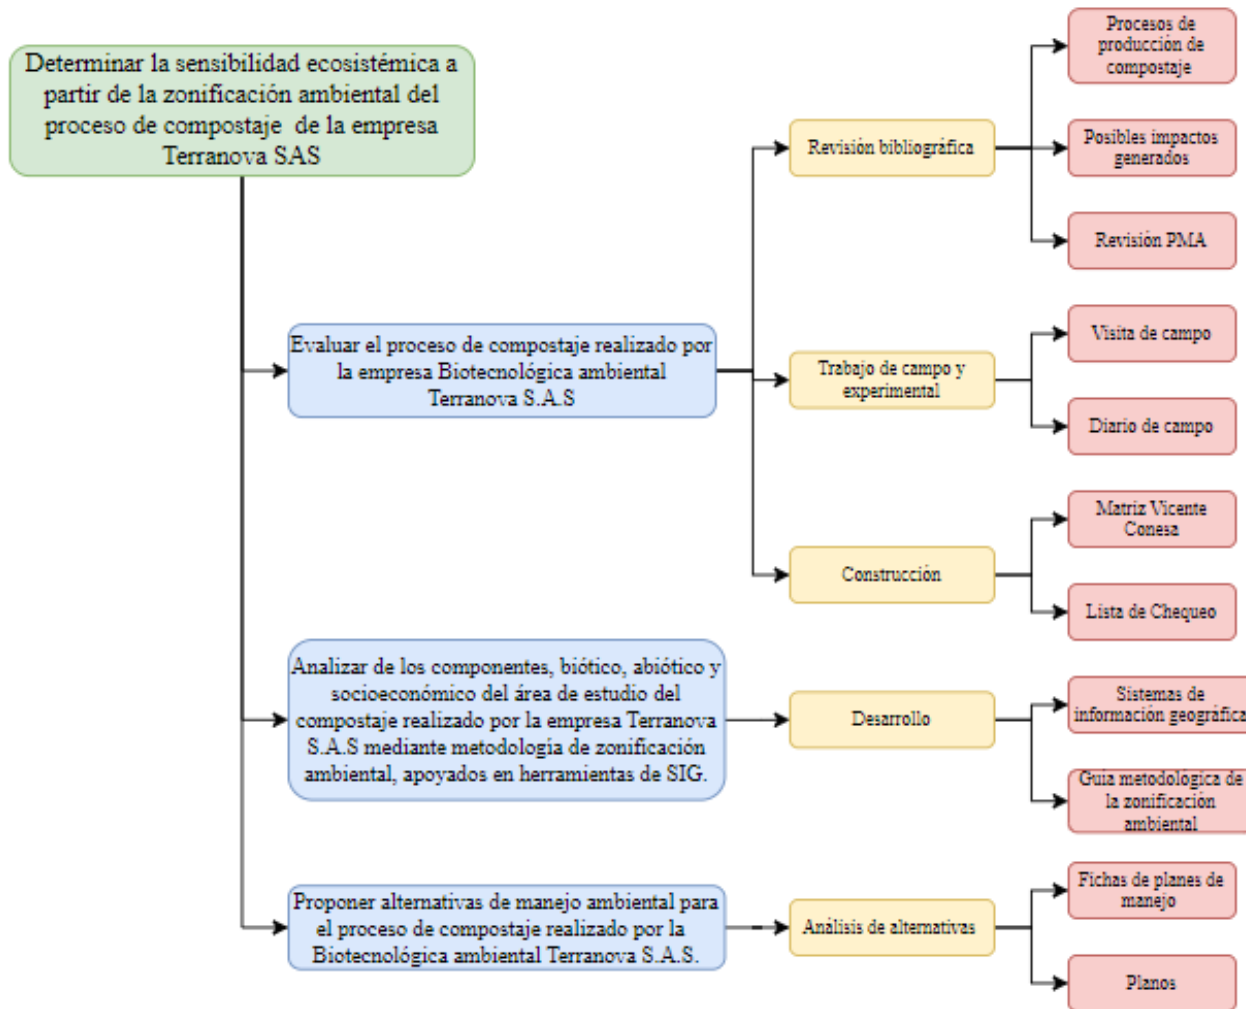 Determinar la sensibilidad ecosistémica a
partir de la zonificación ambiental del
proceso de compostaje de la empresa
Terranova SAS
Evaluar el proceso de compostaje realizado por
la empresa Biotecnológica ambiental
Terranova S.A.S
Revisión bibliográfica
Procesos de
producción de
compostaje
Posibles impactos
generados
Revisión PMA
Trabajo de campo y
experimental
Visita de campo
Diario de campo
Construcción
Matriz Vicente
Conesa
Lista de Chequeo
Analizar de los componentes, biótico, abiótico y
socioeconómico del área de estudio del
compostaje realizado por la empresa Terranova
S.A.S mediante metodología de zonificación
ambiental, apoyados en herramientas de SIG.
Desarrollo
Sistemas de
información geográfica
Guia metodológica de
la zonificación
ambiental
Proponer alternativas de manejo ambiental para
el proceso de compostaje realizado por la
Biotecnológica ambiental Terranova S.A.S.
Análisis de alternativas
Fichas de planes de
manejo
Planos